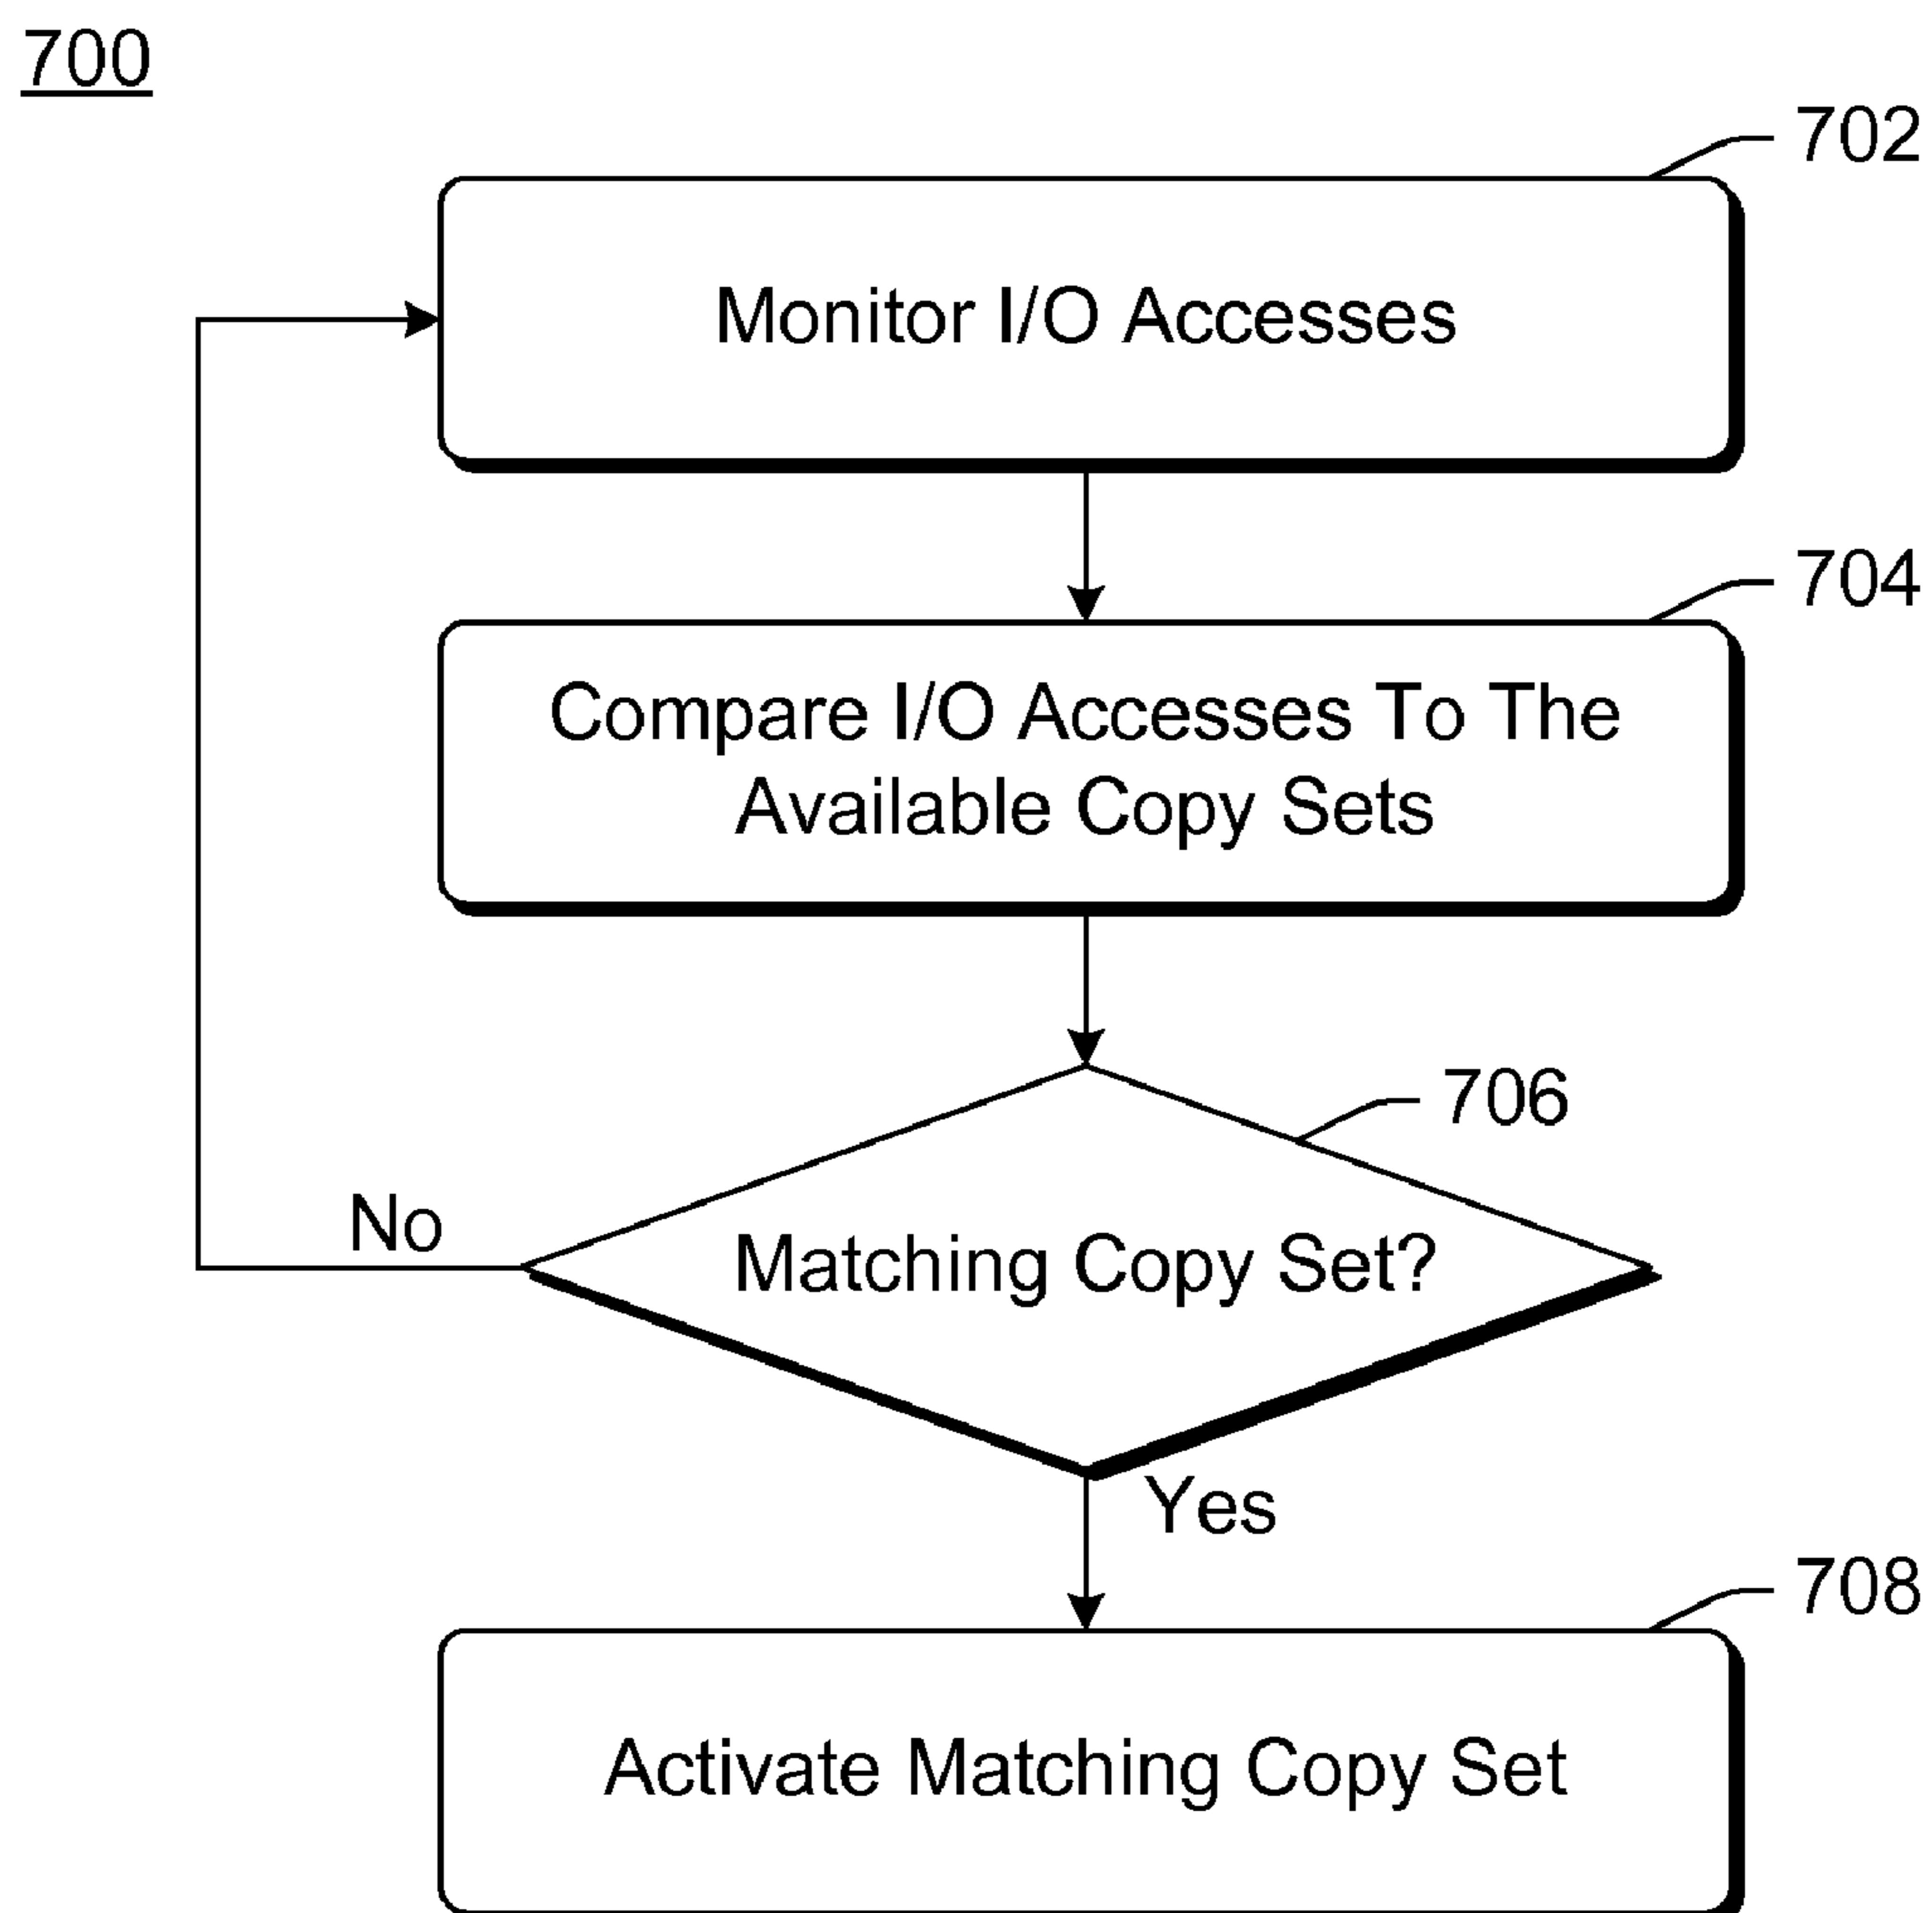 700
702
Monitor I/O Accesses
704
Compare I/O Accesses To The
Available Copy Sets
706
Matching Copy Set?
No
Yes
708
Activate Matching Copy Set